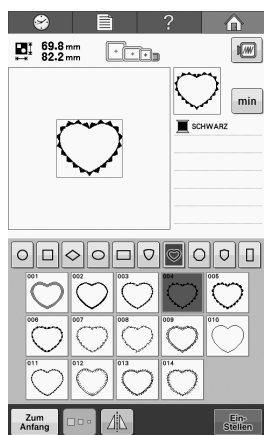 ?
69.8 mm
82.2 mm
min
SCHWARZ
001 002 003 004 005
006 007 008 009 010
011 012 013 014
Zum
Anfang
Ein-
Stellen